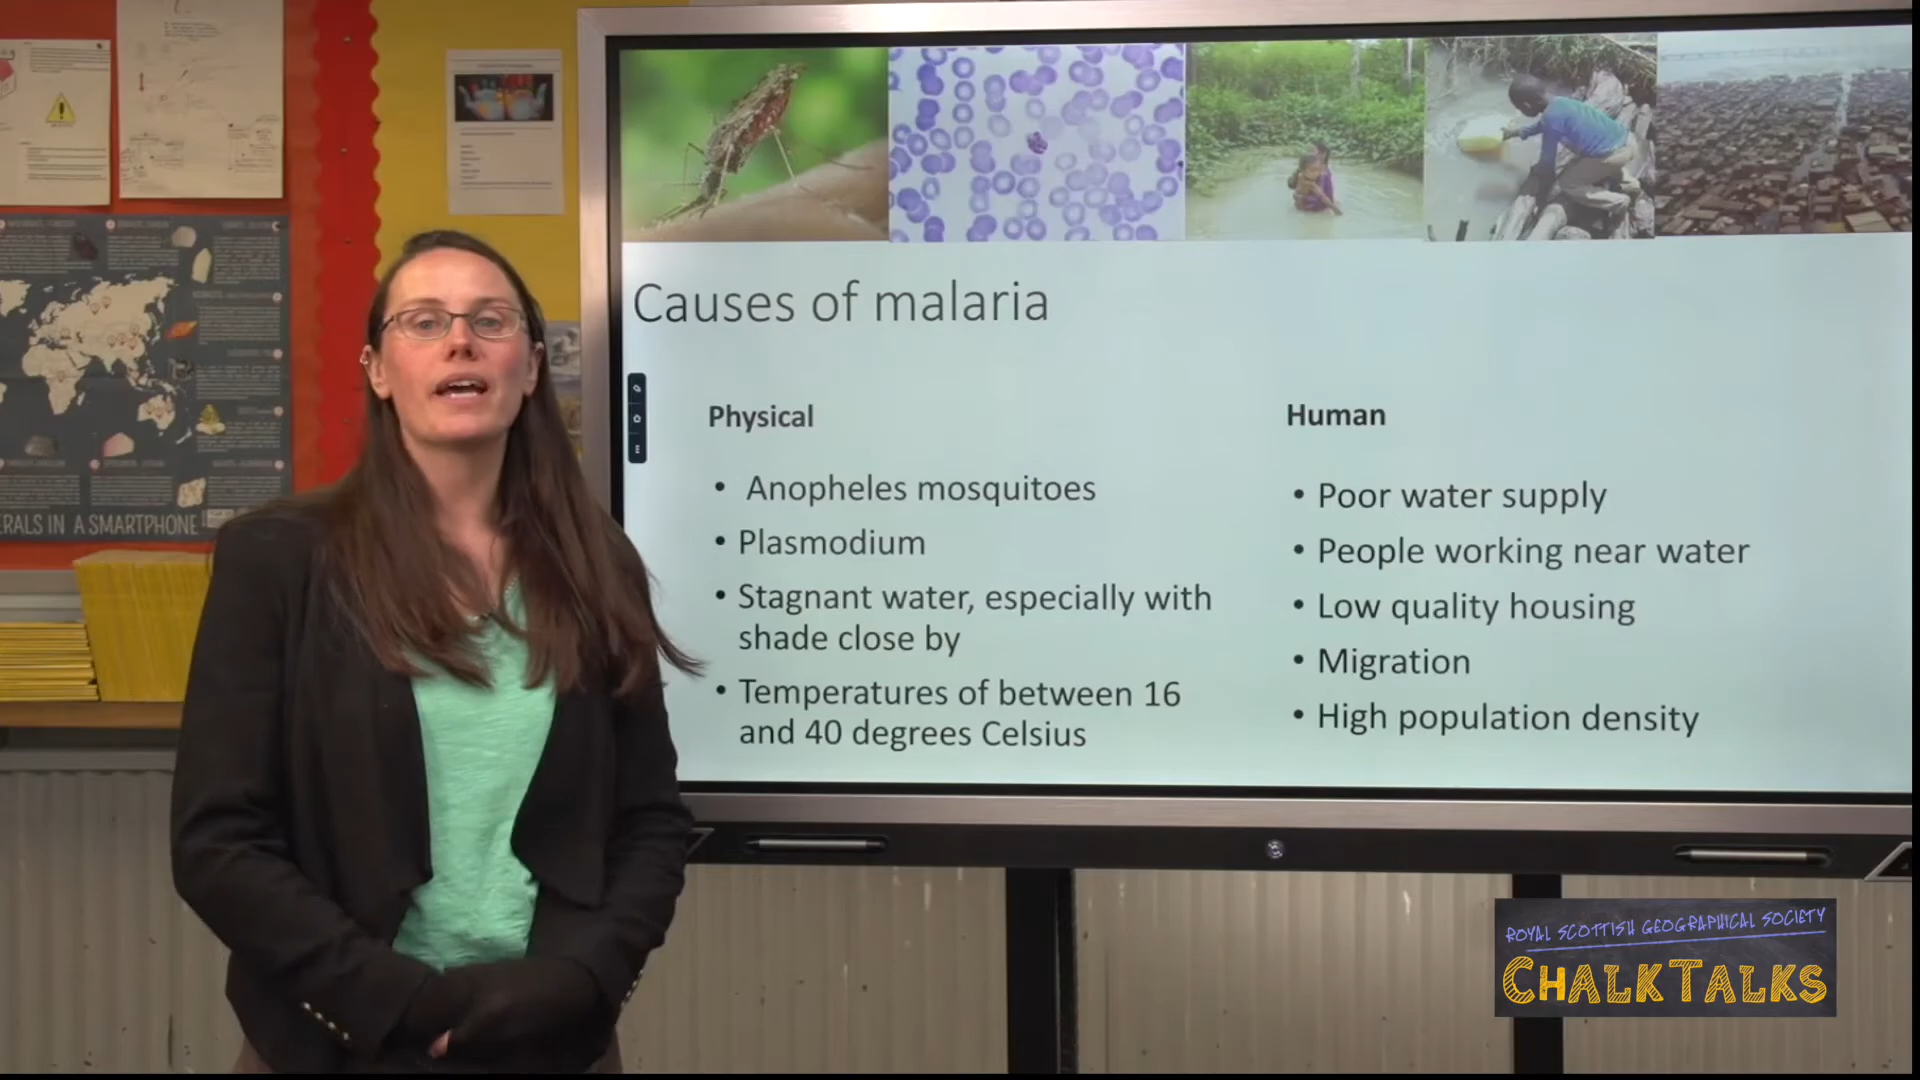 Causes of malaria
Physical
• Anopheles mosquitoes
• Plasmodium
• Stagnant water, especially with
shade close by
• Temperatures of between 16
and 40 degrees Celsius
Human
• Poor water supply
• People working near water
• Low quality housing
• Migration
• High population density
ERALS IN A SMARTPHONE
ROYAL SCOTTISH GEOGRAPHICAL SOCIETY
CHALKTALKS